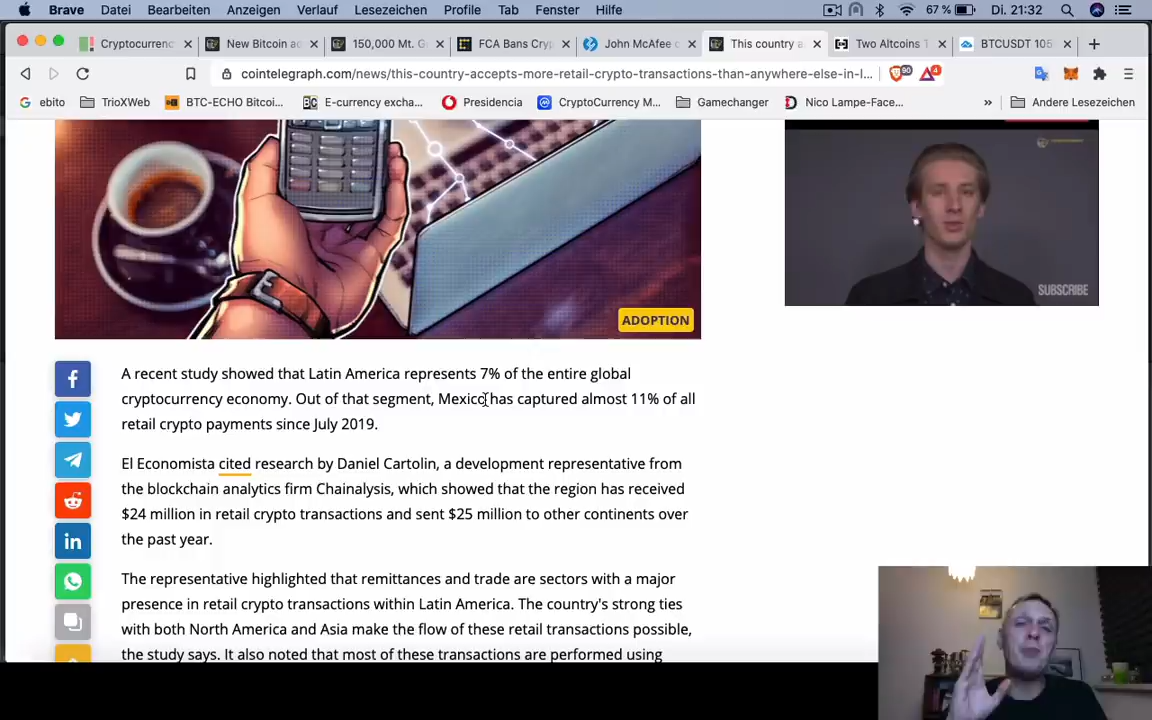 Brave Datei Bearbeiten Anzeigen Verlauf Lesezeichen Profile Tab Fenster Hilfe 67 % Di. 21:32
Cryptocurrenc New Bitcoin a 150,000 Mt. G FCA Bans Cryp John McAfee This country a Two Altcoins T BTCUSDT 105
cointelegraph.com/news/this-country-accepts-more-retail-crypto-transactions-than-anywhere-else-in-l... 90 4
ebito TrioXWeb BTC-ECHO Bitcoi... E-currency excha... Presidencia CryptoCurrency M... Gamechanger Nico Lampe-Face... » Andere Lesezeichen
SUBSCRIBE
ADOPTION
A recent study showed that Latin America represents 7% of the entire global
cryptocurrency economy. Out of that segment, Mexico has captured almost 11% of all
retail crypto payments since July 2019.
El Economista cited research by Daniel Cartolin, a development representative from
the blockchain analytics firm Chainalysis, which showed that the region has received
$24 million in retail crypto transactions and sent $25 million to other continents over
the past year.
The representative highlighted that remittances and trade are sectors with a major
presence in retail crypto transactions within Latin America. The country's strong ties
with both North America and Asia make the flow of these retail transactions possible,
the study says. It also noted that most of these transactions are performed using